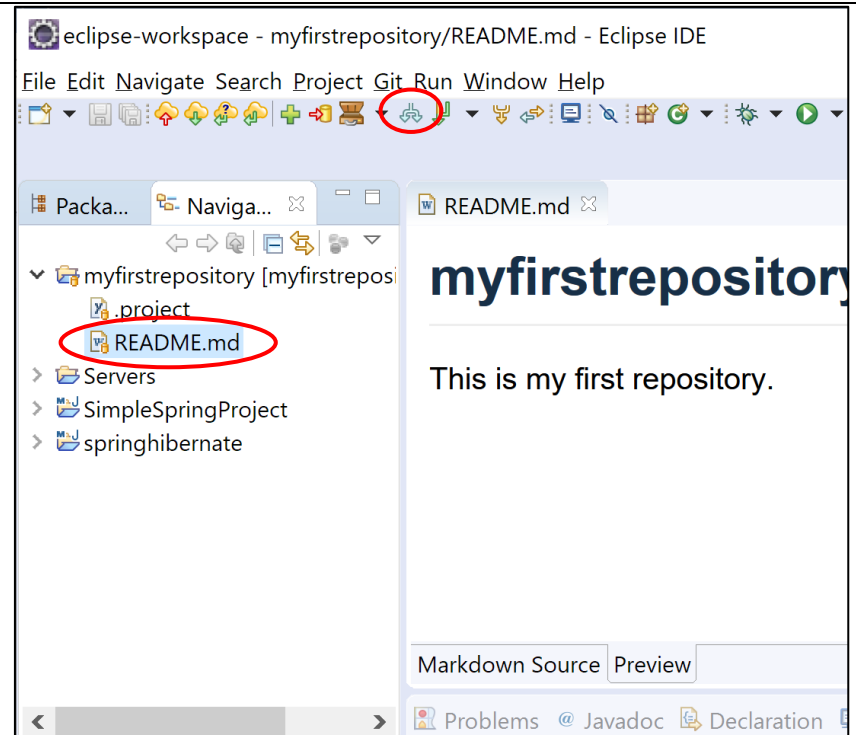 eclipse-workspace - myfirstrepository/README.md - Eclipse IDE
File Edit Navigate Search Project Git Run Window Help
Packa... Naviga... README.md
myfirstrepository [myfirstreposi
.project
README.md
Servers
SimpleSpringProject
springhibernate
myfirstrepository
This is my first repository.
Markdown Source Preview
Problems @ Javadoc Declaration